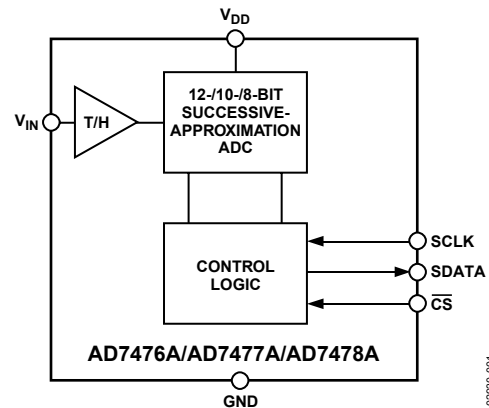 VDD
12-/10-/8-BIT
SUCCESSIVE-
APPROXIMATION
ADC
VIN
T/H
CONTROL
LOGIC
SCLK
SDATA
CS
AD7476A/AD7477A/AD7478A
GND